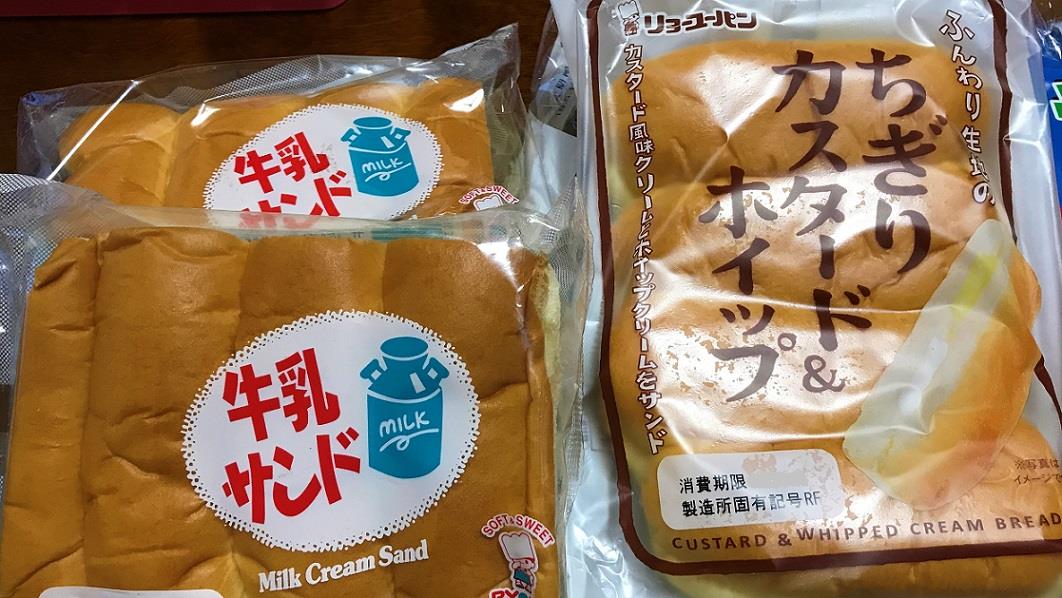 牛乳
サンド
MILK
SOFT & SWEET
牛乳
サンド
MILK
Milk Cream Sand
SOFT & SWEET
リョーユーパン
ふんわり生地の
ちぎり
カスタード&
ホイップ
カスタード風味クリームとホイップクリームをサンド
※写真は
イメージ
消費期限
製造所固有記号RF
CUSTARD & WHIPPED CREAM BREAD